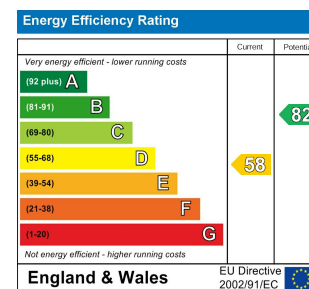 Energy Efficiency Rating
Current
Very energy efficient - lower running costs
(92 plus) A
(81-91) B
82
(69-80) C
(55-68) D
58
(39-54) E
(21-38) F
(1-20) G
Not energy efficient - higher running costs
England & Wales
EU Directive
2002/91/EC